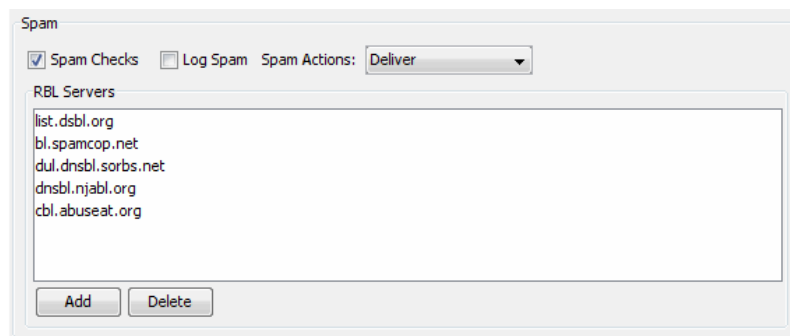 Spam
Spam Checks Log Spam Spam Actions: Deliver
RBL Servers
list.dsbl.org
bl.spamcop.net
dul.dnsbl.sorbs.net
dnsbl.njabl.org
cbl.abuseat.org
Add Delete